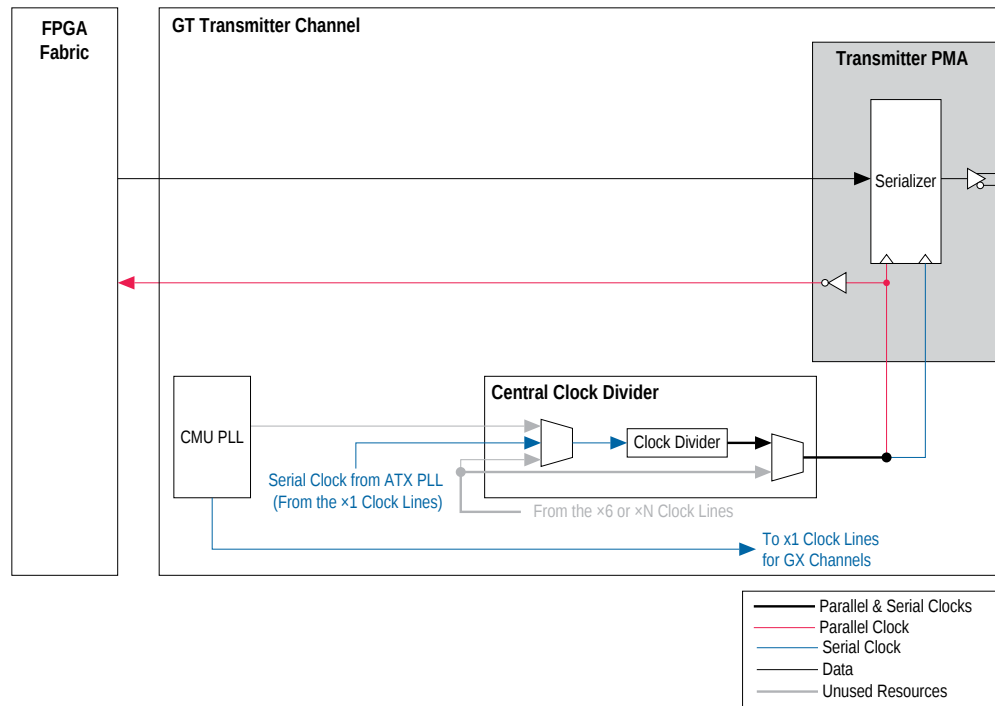 FPGA
Fabric
GT Transmitter Channel
Transmitter PMA
Serializer
Central Clock Divider
CMU PLL
Clock Divider
Serial Clock from ATX PLL
(From the ×1 Clock Lines)
From the ×6 or ×N Clock Lines
To x1 Clock Lines
for GX Channels
Parallel & Serial Clocks
Parallel Clock
Serial Clock
Data
Unused Resources